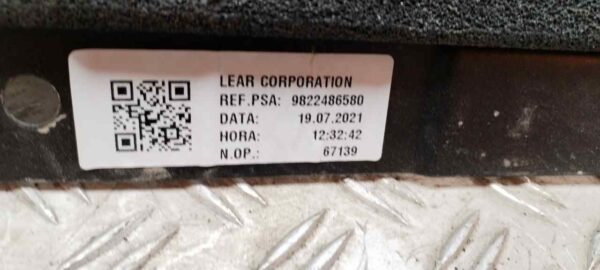 LEAR CORPORATION
REF.PSA: 9822486580
DATA: 19.07.2021
HORA: 12:32:42
N.OP.: 67139